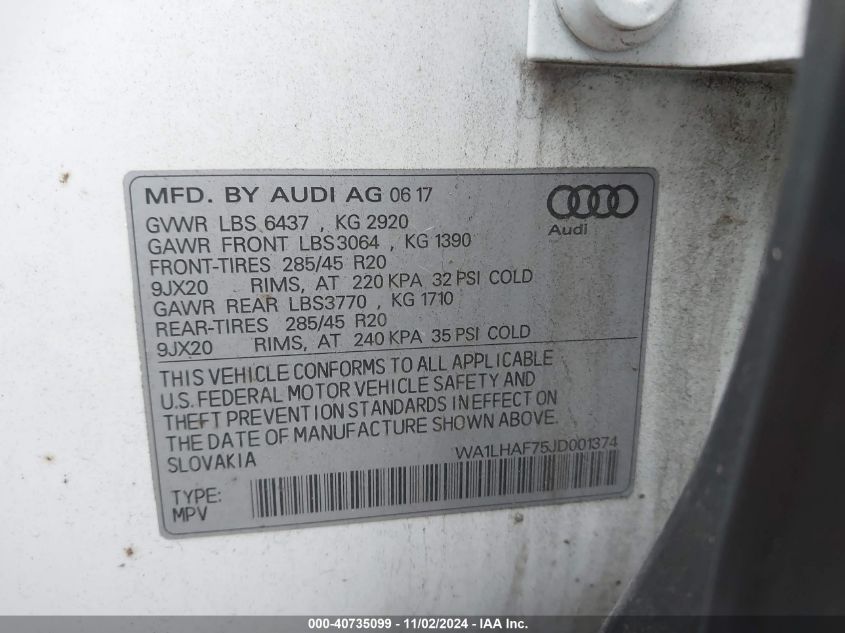 MFD. BY AUDI AG 06 17
Audi
GVWR LBS 6437 , KG 2920
GAWR FRONT LBS3064 , KG 1390
FRONT-TIRES 285/45 R20
9JX20 RIMS, AT 220 KPA 32 PSI COLD
GAWR REAR LBS3770 , KG 1710
REAR-TIRES 285/45 R20
9JX20 RIMS, AT 240 KPA 35 PSI COLD
THIS VEHICLE CONFORMS TO ALL APPLICABLE
U.S. FEDERAL MOTOR VEHICLE SAFETY AND
THEFT PREVENTION STANDARDS IN EFFECT ON
THE DATE OF MANUFACTURE SHOWN ABOVE.
SLOVAKIA WA1LHAF75JD001374
TYPE:
MPV
000-40735099 - 11/02/2024 - IAA Inc.